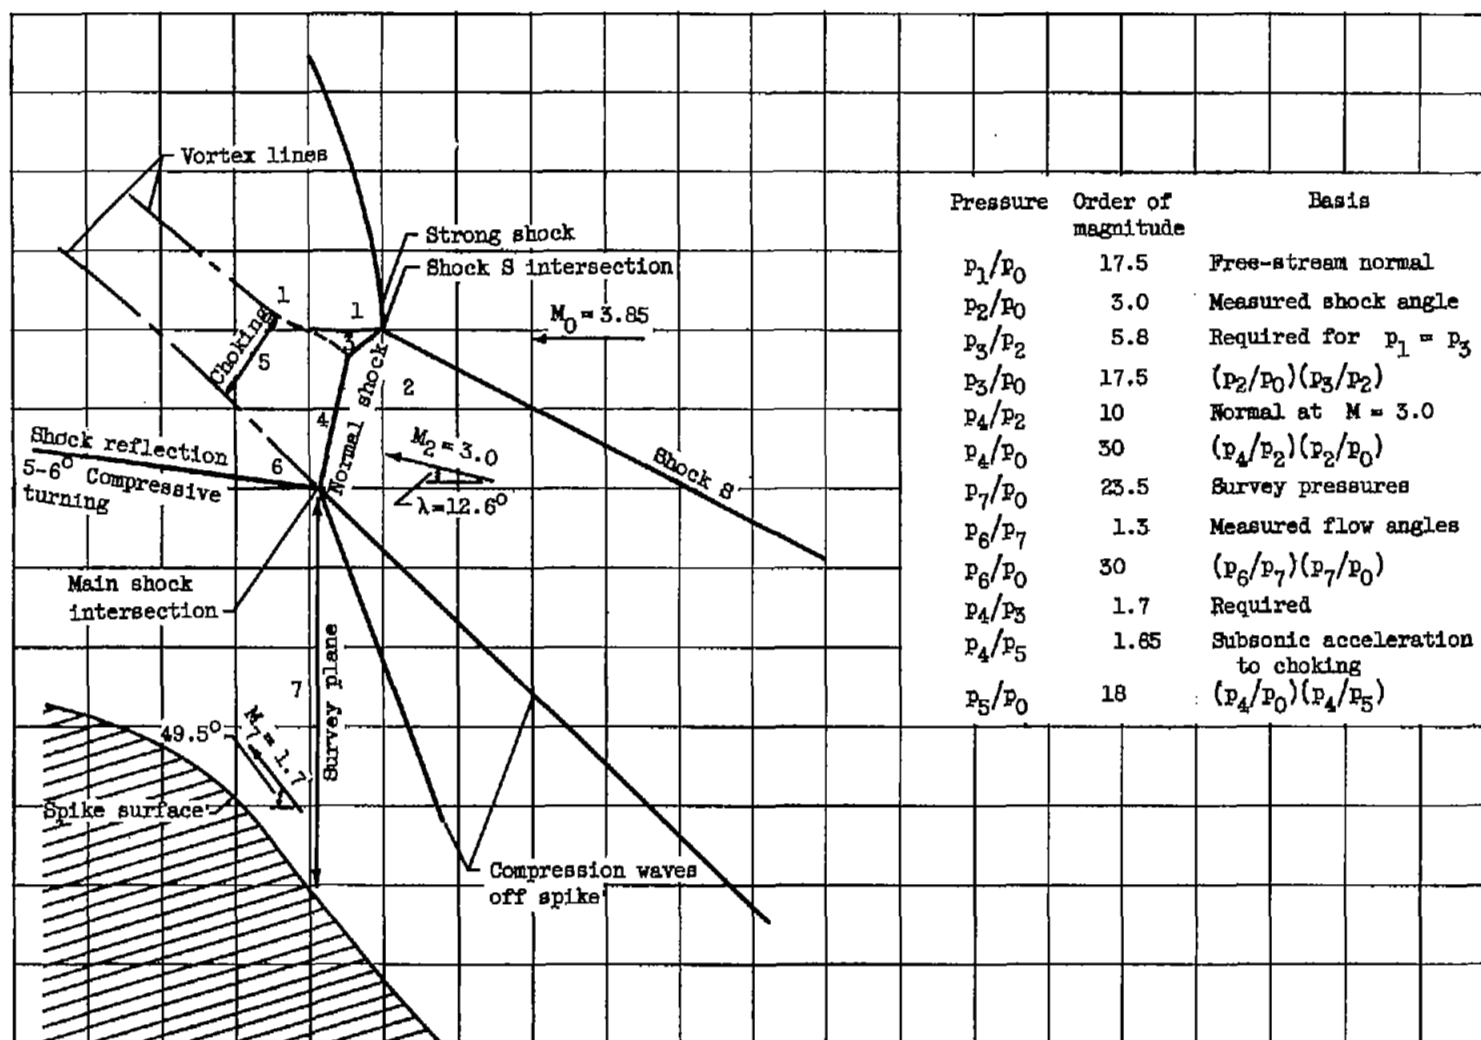 Vortex lines
Strong shock
Shock S intersection
1
1
M₀ = 3.85
3
Choking
5
Normal shock
2
4
M₂ = 3.0
λ=12.6°
Shock S
Shock reflection
5-6° Compressive
turning
6
Main shock
intersection
Survey plane
7
49.5°
M₇ = 1.7
Spike surface
Compression waves
off spike
Pressure Order of magnitude Basis
p₁/p₀ 17.5 Free-stream normal
p₂/p₀ 3.0 Measured shock angle
p₃/p₂ 5.8 Required for p₁ = p₃
p₃/p₀ 17.5 (p₂/p₀)(p₃/p₂)
p₄/p₂ 10 Normal at M = 3.0
p₄/p₀ 30 (p₄/p₂)(p₂/p₀)
p₇/p₀ 23.5 Survey pressures
p₆/p₇ 1.3 Measured flow angles
p₆/p₀ 30 (p₆/p₇)(p₇/p₀)
p₄/p₃ 1.7 Required
p₄/p₅ 1.65 Subsonic acceleration
to choking
p₅/p₀ 18 (p₄/p₀)(p₄/p₅)